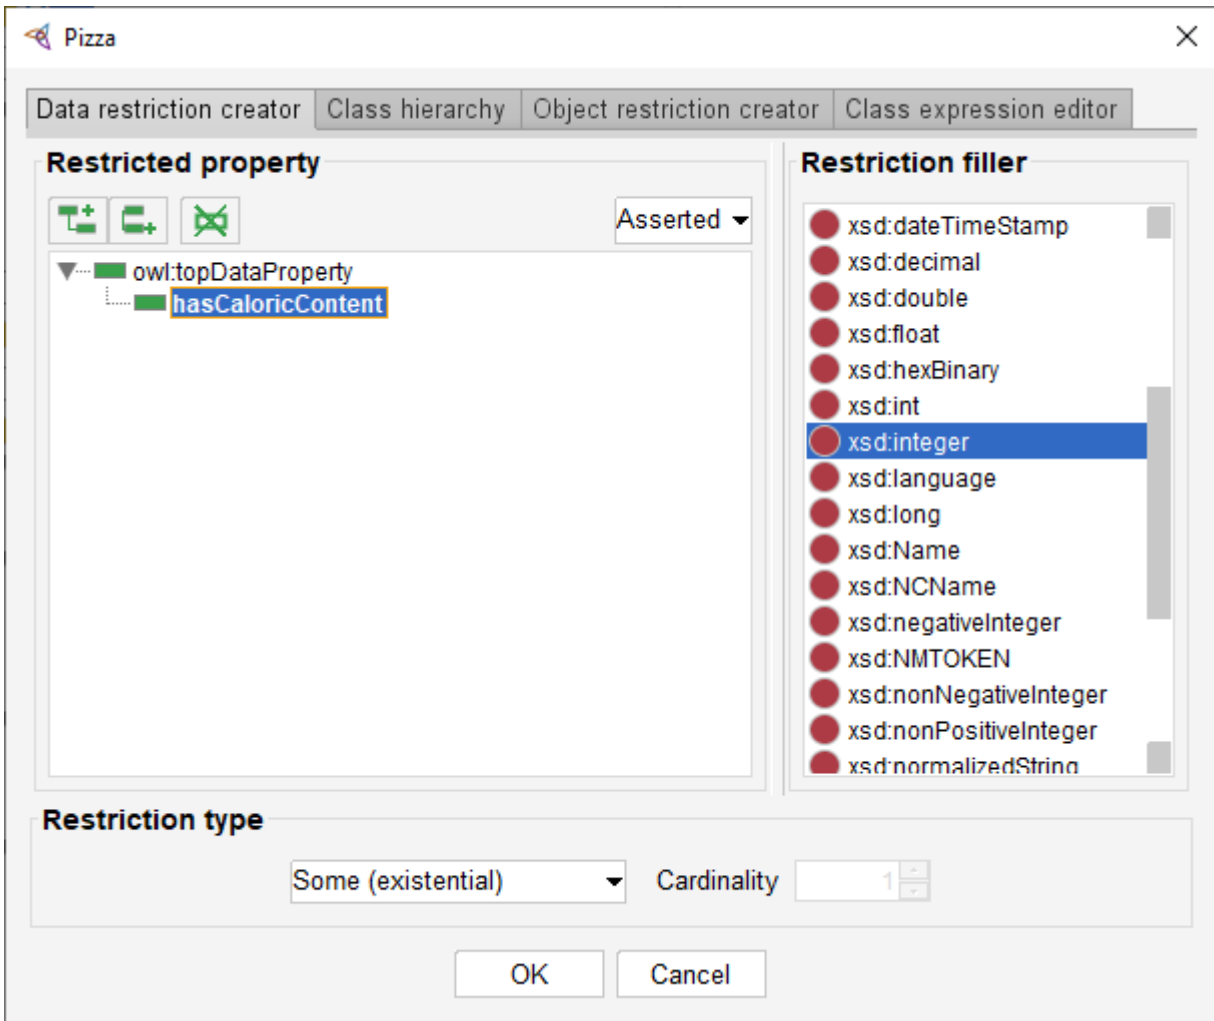 Pizza
Data restriction creator
Class hierarchy
Object restriction creator
Class expression editor
Restricted property
Asserted
owl:topDataProperty
hasCaloricContent
Restriction filler
xsd:dateTimeStamp
xsd:decimal
xsd:double
xsd:float
xsd:hexBinary
xsd:int
xsd:integer
xsd:language
xsd:long
xsd:Name
xsd:NCName
xsd:negativeInteger
xsd:NMTOKEN
xsd:nonNegativeInteger
xsd:nonPositiveInteger
xsd:normalizedString
Restriction type
Some (existential)
Cardinality
1
OK
Cancel